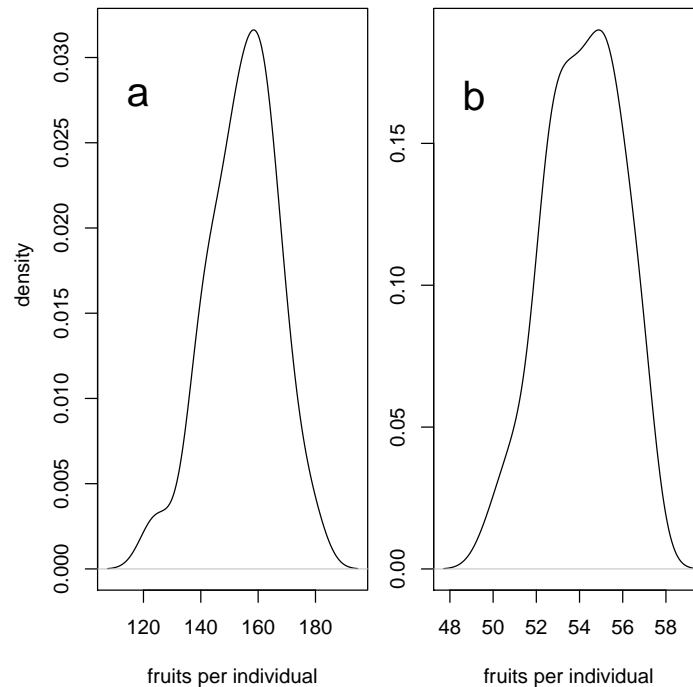 a
density
0.000 0.005 0.010 0.015 0.020 0.025 0.030
120 140 160 180
fruits per individual
b
0.00 0.05 0.10 0.15
48 50 52 54 56 58
fruits per individual